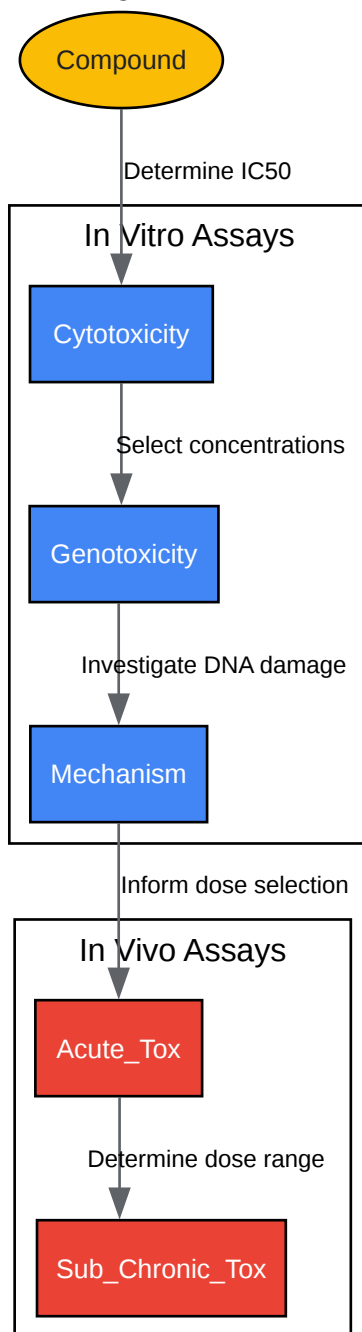 Compound
Determine IC50
In Vitro Assays
Cytotoxicity
Select concentrations
Genotoxicity
Investigate DNA damage
Mechanism
Inform dose selection
In Vivo Assays
Acute_Tox
Determine dose range
Sub_Chronic_Tox